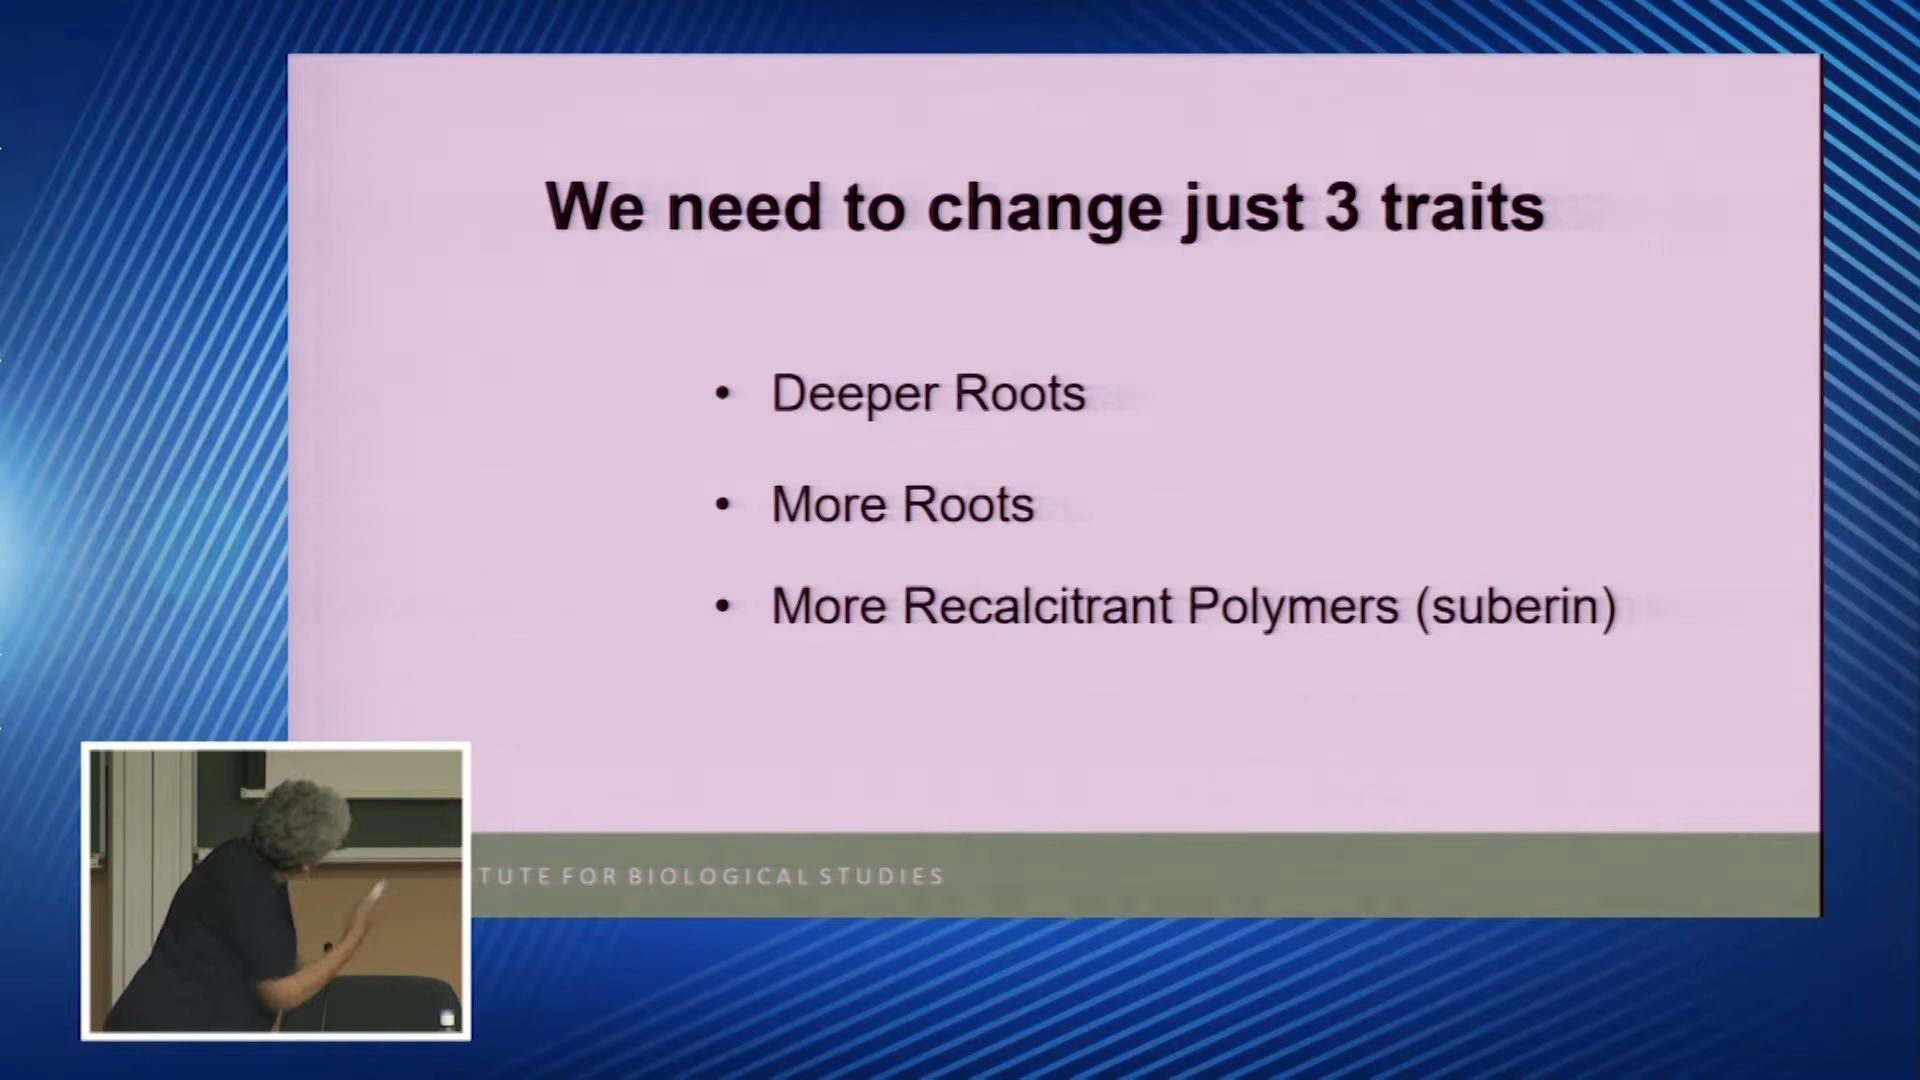 We need to change just 3 traits
• Deeper Roots
• More Roots
• More Recalcitrant Polymers (suberin)
TUTE FOR BIOLOGICAL STUDIES